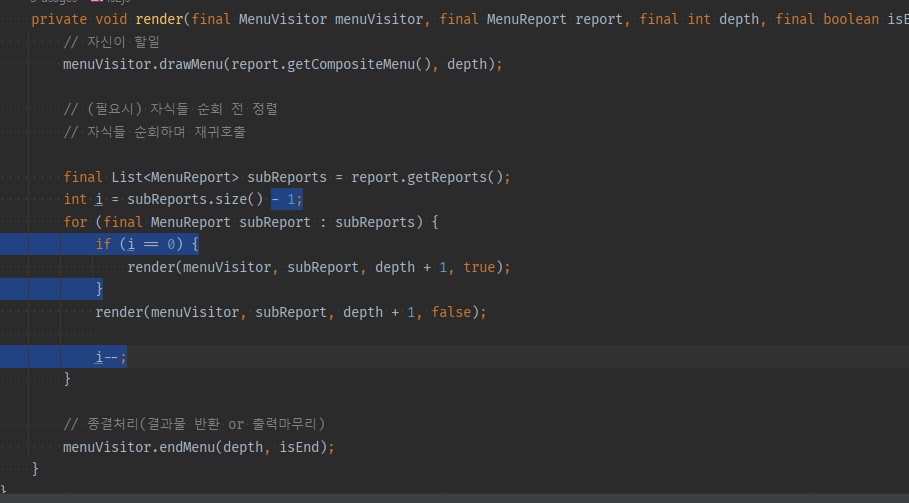 private void render(final MenuVisitor menuVisitor, final MenuReport report, final int depth, final boolean isE
// 자신이 할일
menuVisitor.drawMenu(report.getCompositeMenu(), depth);
// (필요시) 자식들 순회 전 정렬
// 자식들 순회하며 재귀호출
final List<MenuReport> subReports = report.getReports();
int i = subReports.size() - 1;
for (final MenuReport subReport : subReports) {
if (i == 0) {
render(menuVisitor, subReport, depth + 1, true);
}
render(menuVisitor, subReport, depth + 1, false);
i--;
}
// 종결처리(결과물 반환 or 출력마무리)
menuVisitor.endMenu(depth, isEnd);
}
}